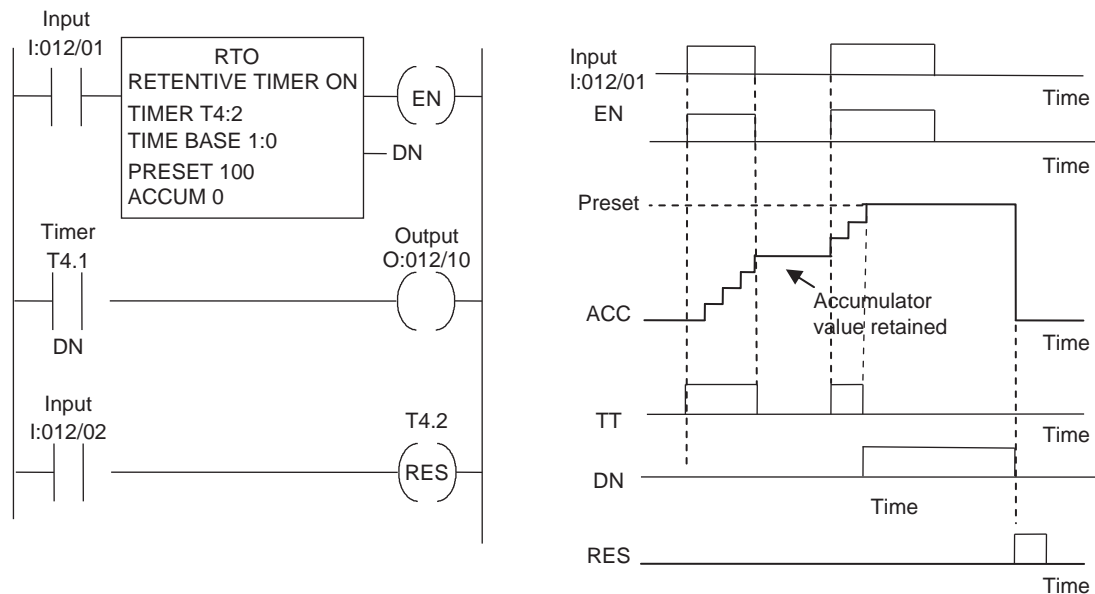 Input
I:012/01
RTO
RETENTIVE TIMER ON
TIMER T4:2
TIME BASE 1:0
PRESET 100
ACCUM 0
EN
DN
Timer
T4.1
DN
Output
O:012/10
Input
I:012/02
T4.2
RES
Input
I:012/01
Time
EN
Time
Preset
ACC
Accumulator
value retained
Time
TT
Time
DN
Time
RES
Time